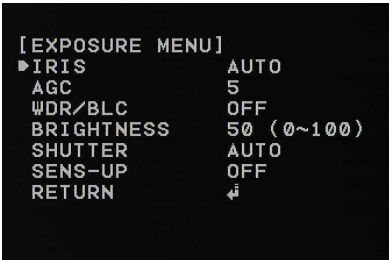 [EXPOSURE MENU]
IRIS AUTO
AGC 5
WDR/BLC OFF
BRIGHTNESS 50 (0~100)
SHUTTER AUTO
SENS-UP OFF
RETURN ↲